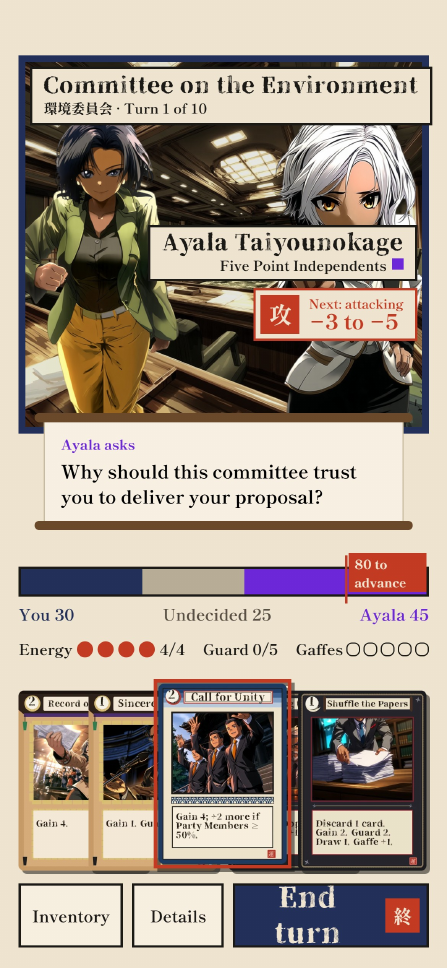 Committee on the Environment
環境委員会 · Turn 1 of 10
Ayala Taiyounokage
Five Point Independents
攻
Next: attacking
−3 to −5
Ayala asks
Why should this committee trust
you to deliver your proposal?
80 to
advance
You 30
Undecided 25
Ayala 45
Energy 4/4
Guard 0/5
Gaffes
2 Record o
Gain 4.
1 Sincer
Gain 1. Gu
2 Call for Unity
Gain 4; +2 more if
Party Members ≥
50%.
1 Shuffle the Papers
Discard 1 card.
Gain 2. Guard 2.
Draw 1. Gaffe +1.
Inventory
Details
End
turn
終